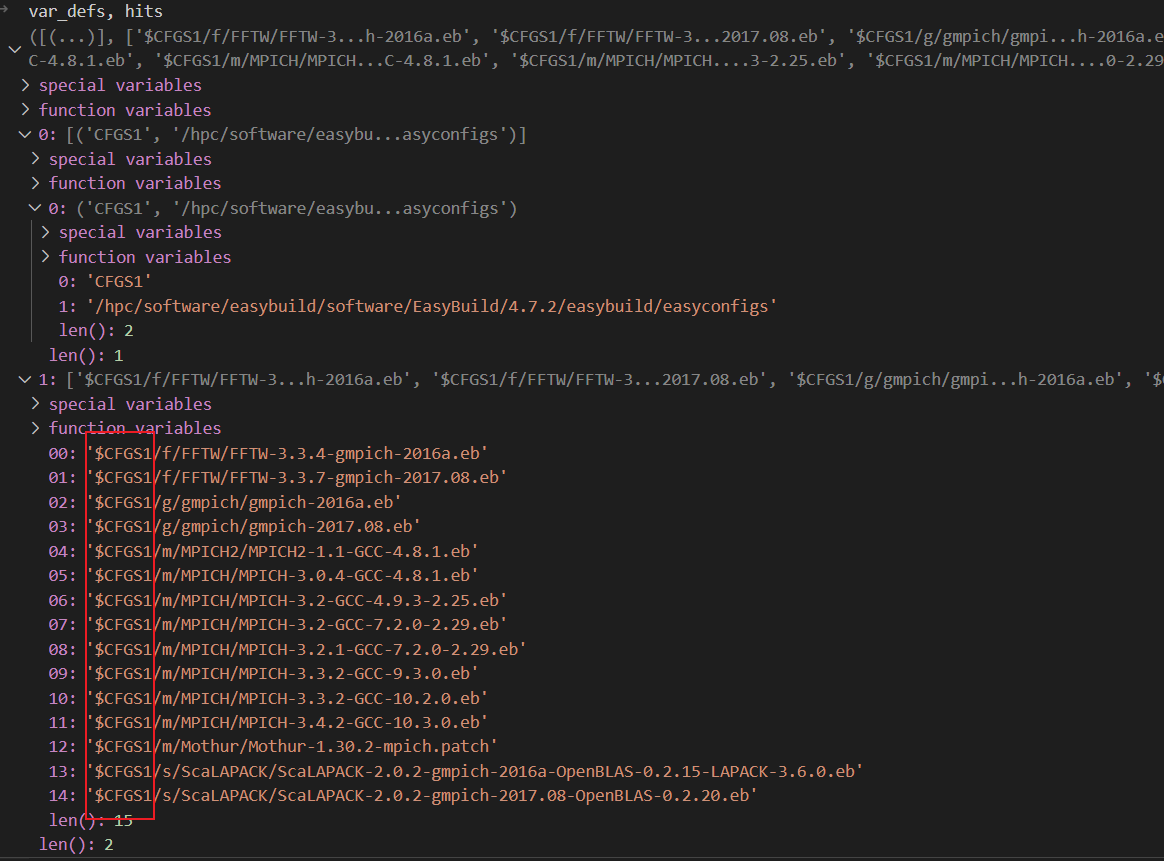 var_defs, hits
([(...)], ['$CFGS1/f/FFTW/FFTW-3...h-2016a.eb', '$CFGS1/f/FFTW/FFTW-3...2017.08.eb', '$CFGS1/g/gmpich/gmpi...h-2016a.e
C-4.8.1.eb', '$CFGS1/m/MPICH/MPICH...C-4.8.1.eb', '$CFGS1/m/MPICH/MPICH....3-2.25.eb', '$CFGS1/m/MPICH/MPICH....0-2.29
special variables
function variables
0: [('CFGS1', '/hpc/software/easybu...asyconfigs')]
special variables
function variables
0: ('CFGS1', '/hpc/software/easybu...asyconfigs')
special variables
function variables
0: 'CFGS1'
1: '/hpc/software/easybuild/software/EasyBuild/4.7.2/easybuild/easyconfigs'
len(): 2
len(): 1
1: ['$CFGS1/f/FFTW/FFTW-3...h-2016a.eb', '$CFGS1/f/FFTW/FFTW-3...2017.08.eb', '$CFGS1/g/gmpich/gmpi...h-2016a.eb', '$C
special variables
function variables
00: '$CFGS1/f/FFTW/FFTW-3.3.4-gmpich-2016a.eb'
01: '$CFGS1/f/FFTW/FFTW-3.3.7-gmpich-2017.08.eb'
02: '$CFGS1/g/gmpich/gmpich-2016a.eb'
03: '$CFGS1/g/gmpich/gmpich-2017.08.eb'
04: '$CFGS1/m/MPICH2/MPICH2-1.1-GCC-4.8.1.eb'
05: '$CFGS1/m/MPICH/MPICH-3.0.4-GCC-4.8.1.eb'
06: '$CFGS1/m/MPICH/MPICH-3.2-GCC-4.9.3-2.25.eb'
07: '$CFGS1/m/MPICH/MPICH-3.2-GCC-7.2.0-2.29.eb'
08: '$CFGS1/m/MPICH/MPICH-3.2.1-GCC-7.2.0-2.29.eb'
09: '$CFGS1/m/MPICH/MPICH-3.3.2-GCC-9.3.0.eb'
10: '$CFGS1/m/MPICH/MPICH-3.3.2-GCC-10.2.0.eb'
11: '$CFGS1/m/MPICH/MPICH-3.4.2-GCC-10.3.0.eb'
12: '$CFGS1/m/Mothur/Mothur-1.30.2-mpich.patch'
13: '$CFGS1/s/ScaLAPACK/ScaLAPACK-2.0.2-gmpich-2016a-OpenBLAS-0.2.15-LAPACK-3.6.0.eb'
14: '$CFGS1/s/ScaLAPACK/ScaLAPACK-2.0.2-gmpich-2017.08-OpenBLAS-0.2.20.eb'
len(): 15
len(): 2